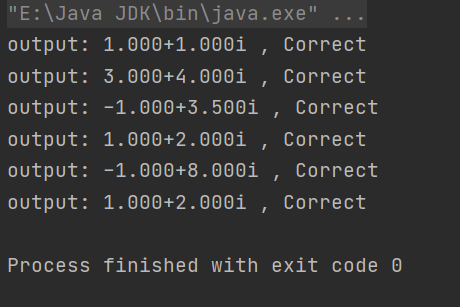 "E:\Java JDK\bin\java.exe" ...
output: 1.000+1.000i , Correct
output: 3.000+4.000i , Correct
output: -1.000+3.500i , Correct
output: 1.000+2.000i , Correct
output: -1.000+8.000i , Correct
output: 1.000+2.000i , Correct
Process finished with exit code 0